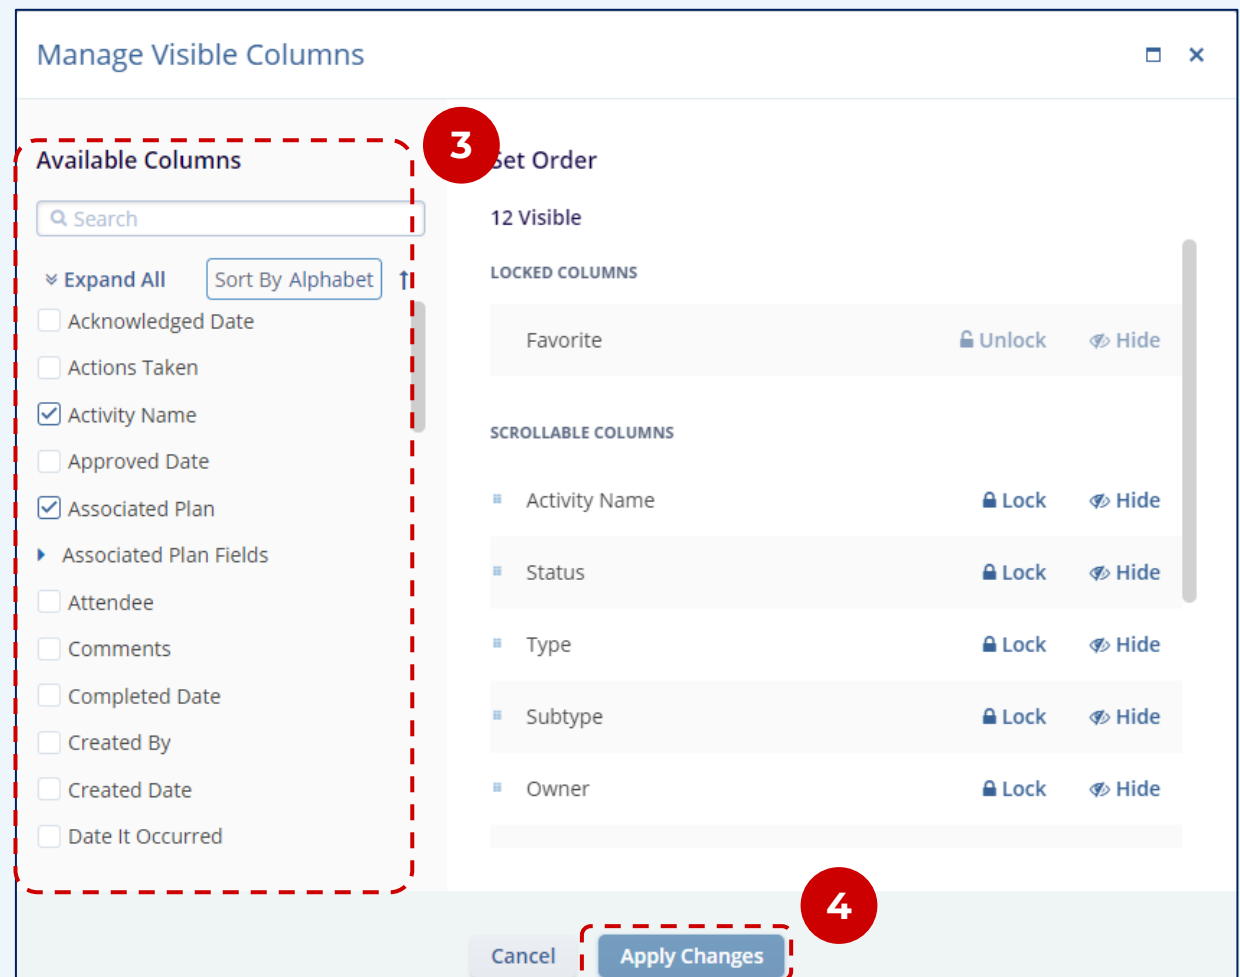 Manage Visible Columns
3
Available Columns
Search
Expand All
Sort By Alphabet
Acknowledged Date
Actions Taken
Activity Name
Approved Date
Associated Plan
Associated Plan Fields
Attendee
Comments
Completed Date
Created By
Created Date
Date It Occurred
Set Order
12 Visible
LOCKED COLUMNS
Favorite Unlock Hide
SCROLLABLE COLUMNS
Activity Name Lock Hide
Status Lock Hide
Type Lock Hide
Subtype Lock Hide
Owner Lock Hide
4
Cancel Apply Changes